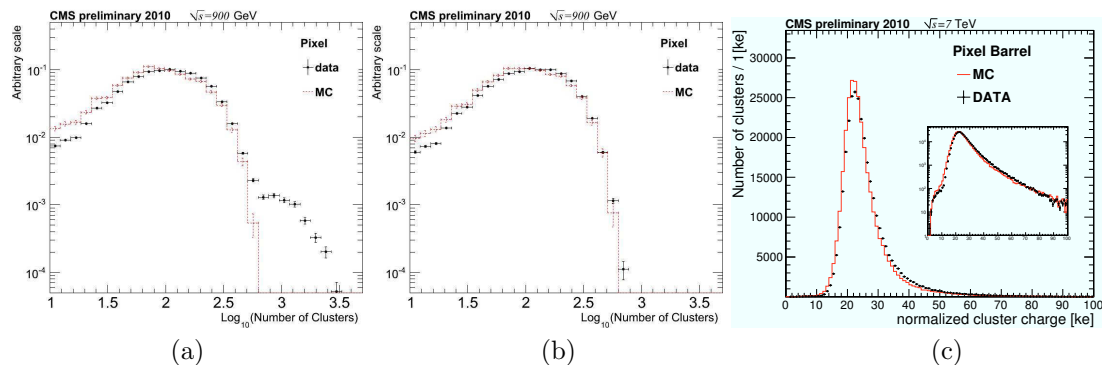 CMS preliminary 2010 √s=900 GeV
Arbitrary scale
Pixel
data
MC
10⁻¹
10⁻²
10⁻³
10⁻⁴
1 1.5 2 2.5 3 3.5
Log₁₀(Number of Clusters)
(a)
CMS preliminary 2010 √s=900 GeV
Arbitrary scale
Pixel
data
MC
10⁻¹
10⁻²
10⁻³
10⁻⁴
1 1.5 2 2.5 3 3.5
Log₁₀(Number of Clusters)
(b)
CMS preliminary 2010 √s=7 TeV
Number of clusters / 1[ke]
Pixel Barrel
MC
DATA
30000
25000
20000
15000
10000
5000
0 10 20 30 40 50 60 70 80 90 100
normalized cluster charge [ke]
(c)